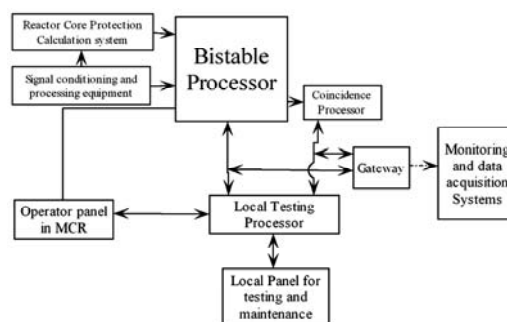 Reactor Core Protection
Calculation system
Bistable
Processor
Signal conditioning and
processing equipment
Coincidence
Processor
Gateway
Monitoring
and data
acquisition
Systems
Operator panel
in MCR
Local Testing
Processor
Local Panel for
testing and
maintenance